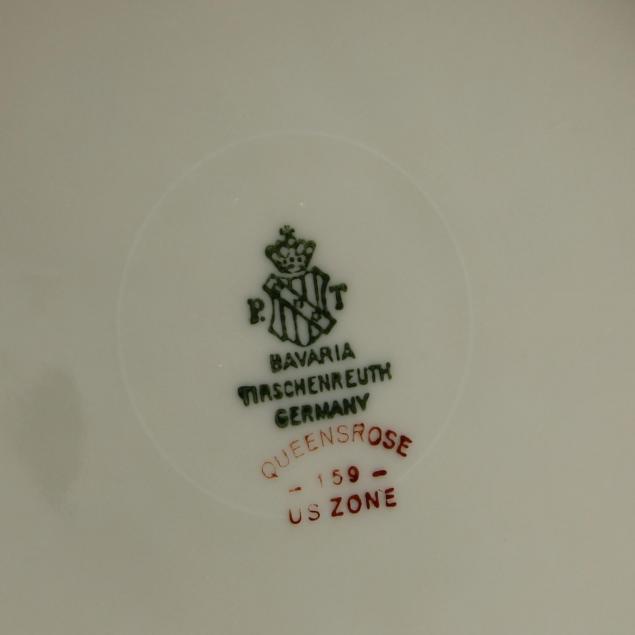 P. T
BAVARIA
TIRSCHENREUTH
GERMANY
QUEENSROSE
- 159 -
US ZONE